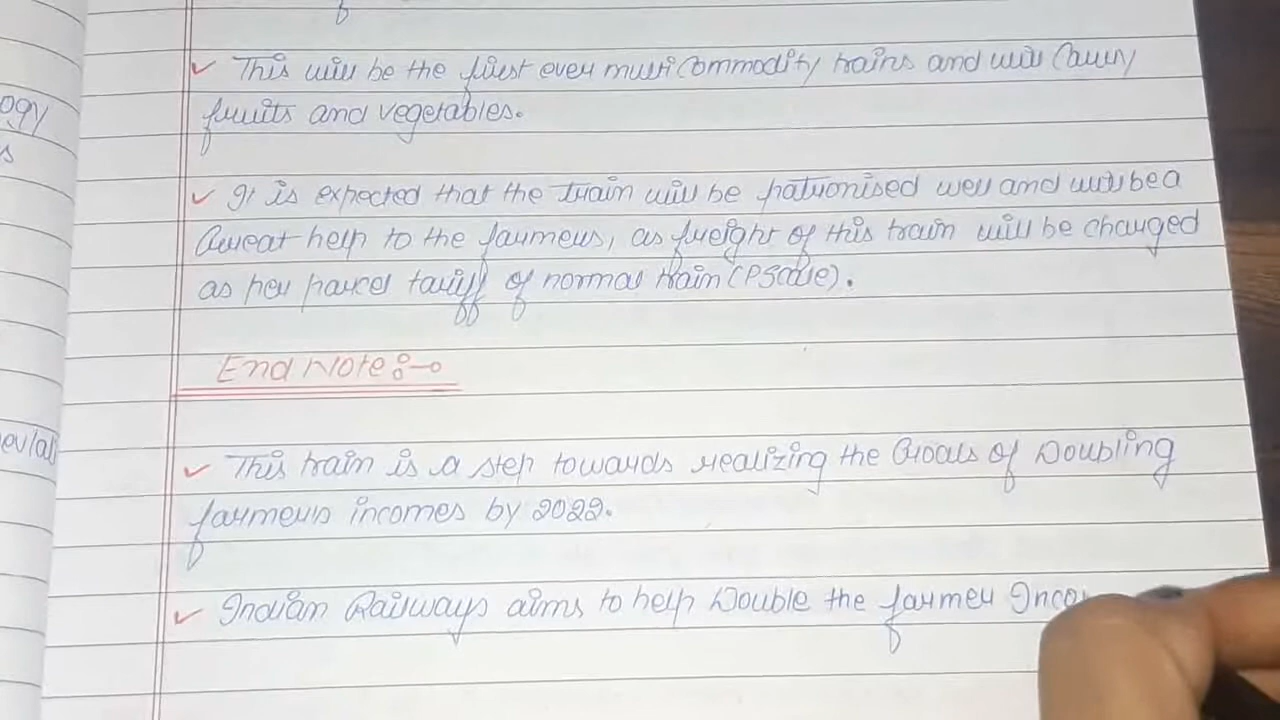 ogy
s
✓ This will be the first ever multi Commodity trains and will Carry
fruits and vegetables.
✓ It is expected that the train will be patronised well and will be a
Great help to the farmers, as freight of this train will be charged
as per parcel tariff of normal train (P Scale).
End Note :-
✓ This train is a step towards realizing the Goals of Doubling
farmers incomes by 2022.
✓ Indian Railways aims to help Double the farmer Inco